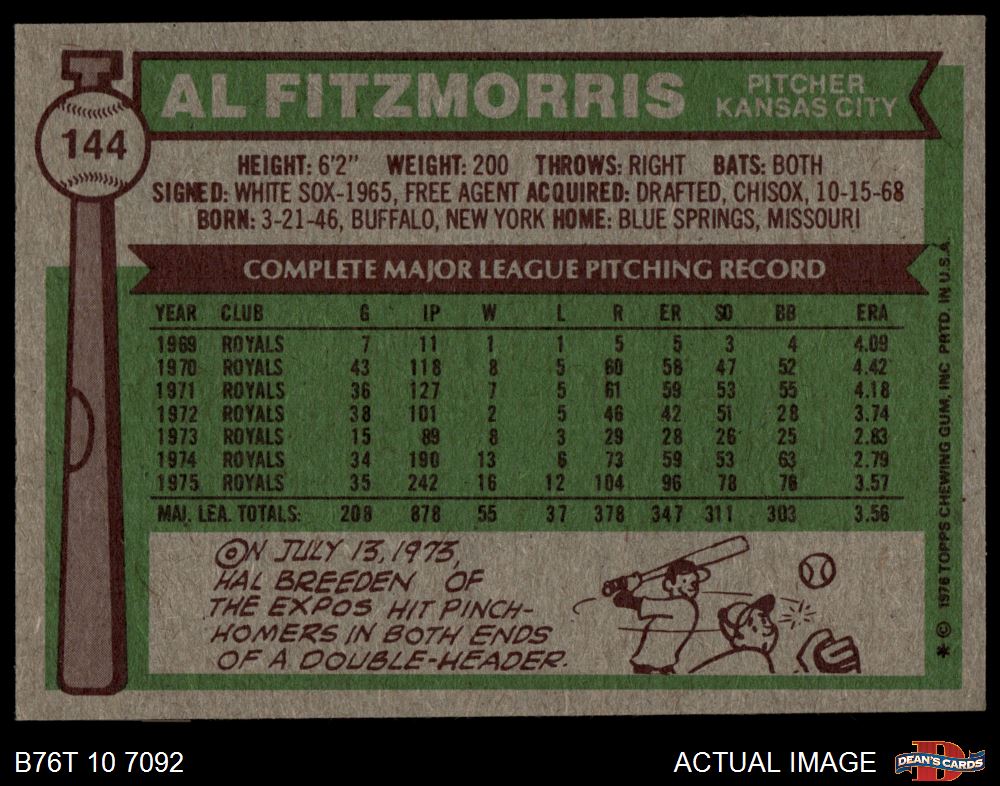 144
AL FITZMORRIS
PITCHER
KANSAS CITY
HEIGHT: 6'2" WEIGHT: 200 THROWS: RIGHT BATS: BOTH
SIGNED: WHITE SOX-1965, FREE AGENT ACQUIRED: DRAFTED, CHISOX, 10-15-68
BORN: 3-21-46, BUFFALO, NEW YORK HOME: BLUE SPRINGS, MISSOURI
COMPLETE MAJOR LEAGUE PITCHING RECORD
YEAR CLUB G IP W L R ER SO BB ERA
1969 ROYALS 7 11 1 1 5 5 3 4 4.09
1970 ROYALS 43 118 8 5 60 58 47 52 4.42
1971 ROYALS 36 127 7 5 61 59 53 55 4.18
1972 ROYALS 38 101 2 5 46 42 51 28 3.74
1973 ROYALS 15 89 8 3 29 28 26 25 2.83
1974 ROYALS 34 190 13 6 73 59 53 63 2.79
1975 ROYALS 35 242 16 12 104 96 78 76 3.57
MAJ. LEA. TOTALS: 208 878 55 37 378 347 311 303 3.56
ON JULY 13, 1973,
HAL BREEDEN OF
THE EXPOS HIT PINCH-
HOMERS IN BOTH ENDS
OF A DOUBLE-HEADER.
* © 1976 TOPPS CHEWING GUM, INC PRTD. IN U.S.A.
B76T 10 7092
ACTUAL IMAGE
D
DEAN'S CARDS